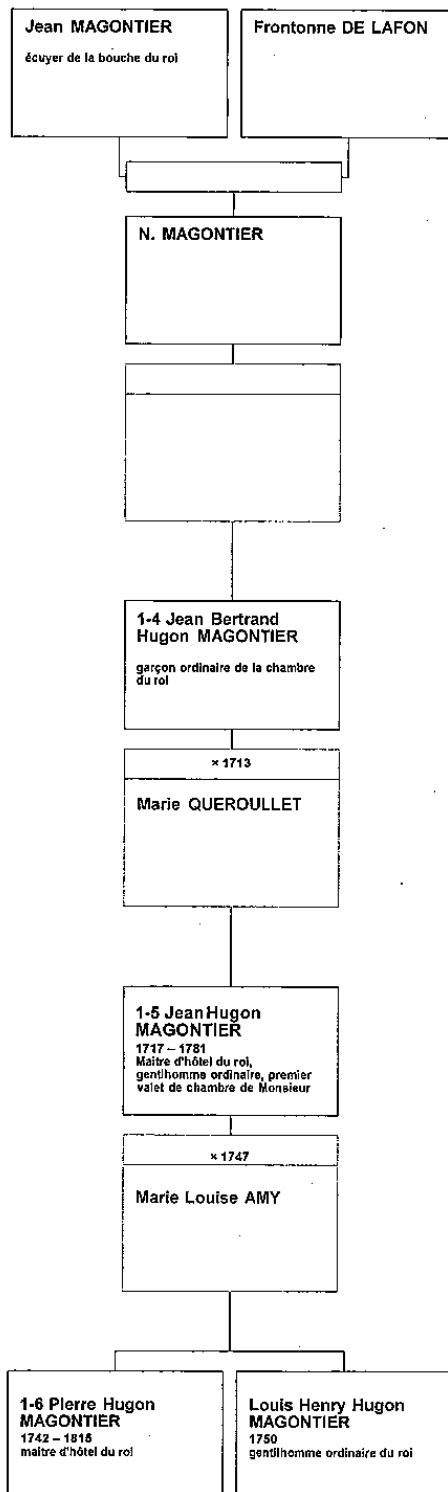 Jean MAGONTIER
écuyer de la bouche du roi
Frontonne DE LAFON
N. MAGONTIER
1-4 Jean Bertrand
Hugon MAGONTIER
garçon ordinaire de la chambre
du roi
× 1713
Marie QUEROULLET
1-5 Jean Hugon
MAGONTIER
1717 – 1781
Maitre d'hôtel du roi,
gentilhomme ordinaire, premier
valet de chambre de Monsieur
× 1747
Marie Louise AMY
1-6 Pierre Hugon
MAGONTIER
1742 – 1815
maitre d'hôtel du roi
Louis Henry Hugon
MAGONTIER
1750
gentilhomme ordinaire du roi